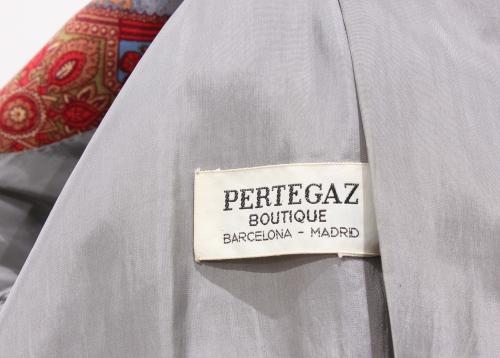 PERTEGAZ
BOUTIQUE
BARCELONA - MADRID